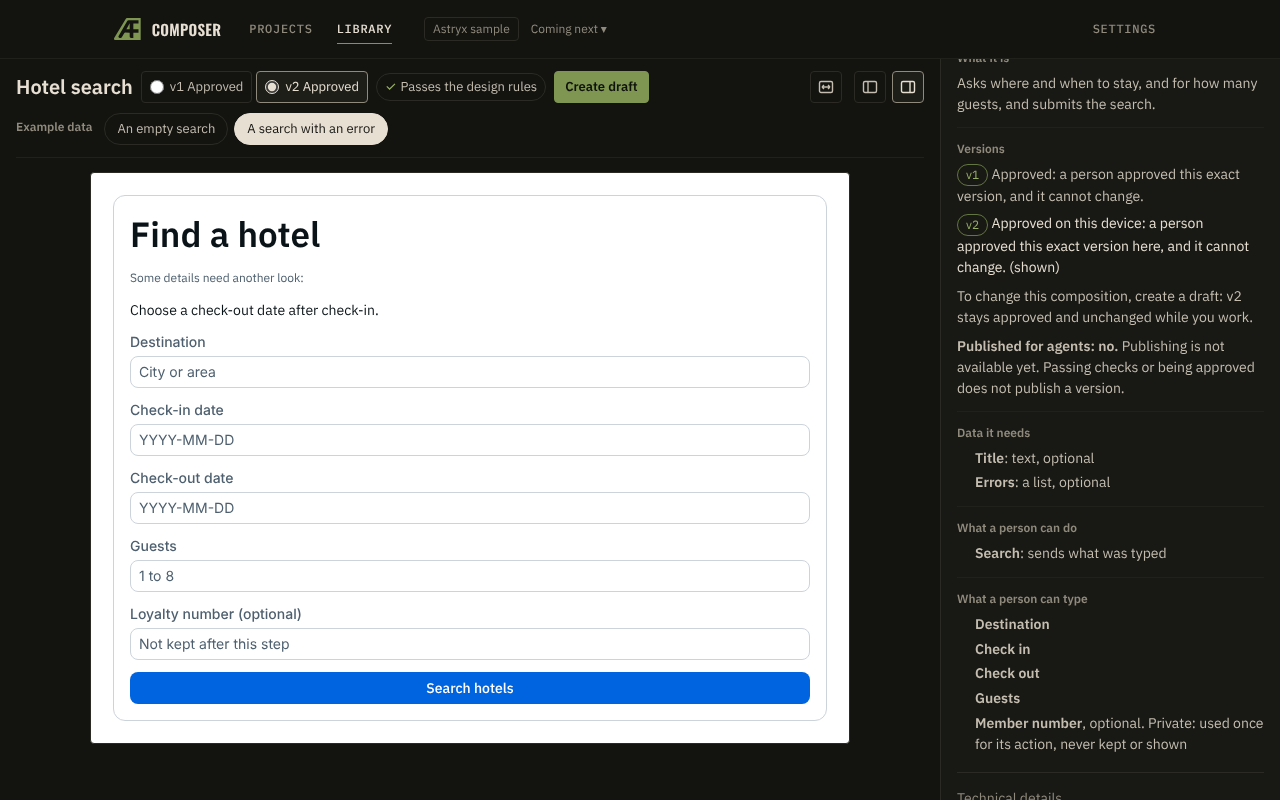 COMPOSER
PROJECTS
LIBRARY
Astryx sample
Coming next ▾
SETTINGS
Hotel search
v1 Approved
v2 Approved
✓ Passes the design rules
Create draft
Example data
An empty search
A search with an error
Find a hotel
Some details need another look:
Choose a check-out date after check-in.
Destination
City or area
Check-in date
YYYY-MM-DD
Check-out date
YYYY-MM-DD
Guests
1 to 8
Loyalty number (optional)
Not kept after this step
Search hotels
What it is
Asks where and when to stay, and for how many
guests, and submits the search.
Versions
v1 Approved: a person approved this exact
version, and it cannot change.
v2 Approved on this device: a person
approved this exact version here, and it cannot
change. (shown)
To change this composition, create a draft: v2
stays approved and unchanged while you work.
Published for agents: no. Publishing is not
available yet. Passing checks or being approved
does not publish a version.
Data it needs
Title: text, optional
Errors: a list, optional
What a person can do
Search: sends what was typed
What a person can type
Destination
Check in
Check out
Guests
Member number, optional. Private: used once
for its action, never kept or shown
Technical details